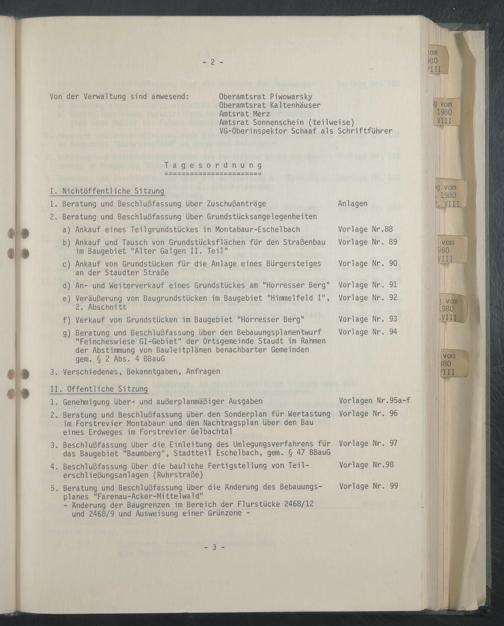 - 2 -
Von der Verwaltung sind anwesend: Oberamtsrat Piwowarsky
Oberamtsrat Kaltenhäuser
Amtsrat Merz
Amtsrat Sonnenschein (teilweise)
VG-Oberinspektor Schaaf als Schriftführer
T a g e s o r d n u n g
=======================
I. Nichtöffentliche Sitzung
1. Beratung und Beschlußfassung über Zuschußanträge Anlagen
2. Beratung und Beschlußfassung über Grundstücksangelegenheiten
a) Ankauf eines Teilgrundstückes in Montabaur-Eschelbach Vorlage Nr.88
b) Ankauf und Tausch von Grundstücksflächen für den Straßenbau Vorlage Nr. 89
im Baugebiet "Alter Galgen II. Teil"
c) Ankauf von Grundstücken für die Anlage eines Bürgersteiges Vorlage Nr. 90
an der Staudter Straße
d) An- und Weiterverkauf eines Grundstückes am "Horresser Berg" Vorlage Nr. 91
e) Veräußerung von Baugrundstücken im Baugebiet "Himmelfeld I", Vorlage Nr. 92
2. Abschnitt
f) Verkauf von Grundstücken im Baugebiet "Horresser Berg" Vorlage Nr. 93
g) Beratung und Beschlußfassung über den Bebauungsplanentwurf Vorlage Nr. 94
"Feincheswiese GI-Gebiet" der Ortsgemeinde Staudt im Rahmen
der Abstimmung von Bauleitplänen benachbarter Gemeinden
gem. § 2 Abs. 4 BBauG
3. Verschiedenes, Bekanntgaben, Anfragen
II. Öffentliche Sitzung
1. Genehmigung über- und außerplanmäßiger Ausgaben Vorlagen Nr.95a-f
2. Beratung und Beschlußfassung über den Sonderplan für Wertastung Vorlage Nr. 96
im Forstrevier Montabaur und den Nachtragsplan über den Bau
eines Erdweges im Forstrevier Gelbachtal
3. Beschlußfassung über die Einleitung des Umlegungsverfahrens für Vorlage Nr. 97
das Baugebiet "Baumberg", Stadtteil Eschelbach, gem. § 47 BBauG
4. Beschlußfassung über die bauliche Fertigstellung von Teil- Vorlage Nr.98
erschließungsanlagen (Ruhrstraße)
5. Beratung und Beschlußfassung über die Änderung des Bebauungs- Vorlage Nr. 99
planes "Farenau-Acker-Mittelwald"
- Änderung der Baugrenzen im Bereich der Flurstücke 2468/12
und 2468/9 und Ausweisung einer Grünzone -
- 3 -